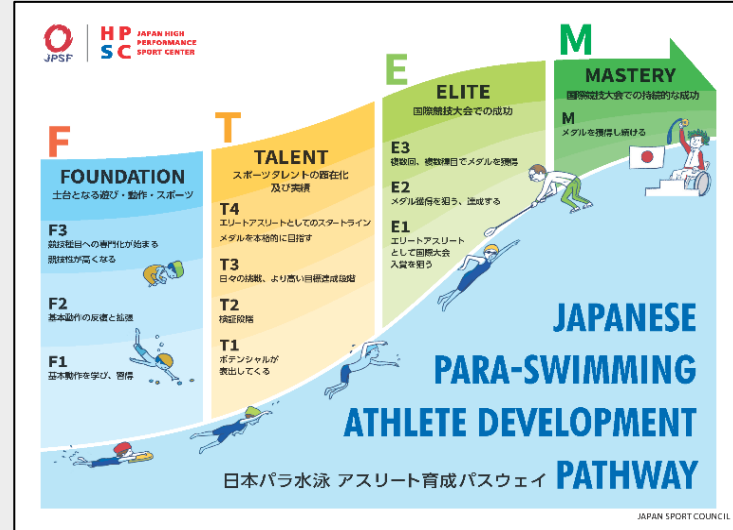 JPSF
HP
SC
JAPAN HIGH
PERFORMANCE
SPORT CENTER
F
FOUNDATION
土台となる遊び・動作・スポーツ
F3
競技種目への専門化が始まる
競技性が高くなる
F2
基本動作の反復と拡張
F1
基本動作を学び、習得
T
TALENT
スポーツタレントの顕在化
及び実績
T4
エリートアスリートとしてのスタートライン
メダルを本格的に目指す
T3
日々の挑戦、より高い目標達成段階
T2
検証段階
T1
ポテンシャルが
表出してくる
E
ELITE
国際競技大会での成功
E3
複数回、複数種目でメダルを獲得
E2
メダル獲得を狙う、達成する
E1
エリートアスリート
として国際大会
入賞を狙う
M
MASTERY
国際競技大会での持続的な成功
M
メダルを獲得し続ける
JAPANESE
PARA-SWIMMING
ATHLETE DEVELOPMENT
日本パラ水泳 アスリート育成パスウェイ PATHWAY
JAPAN SPORT COUNCIL